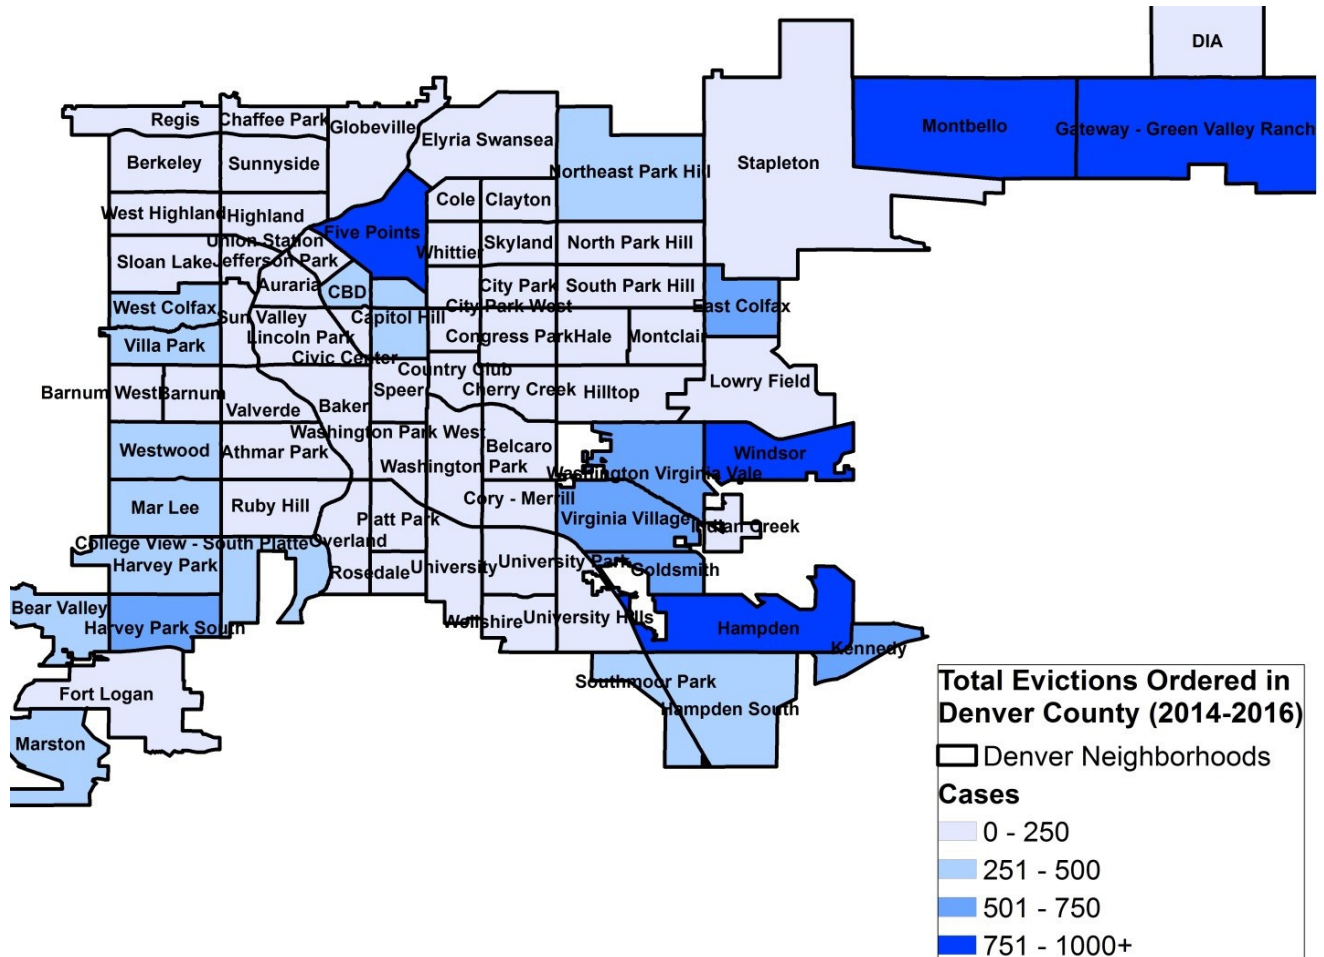 DIA
Regis
Chaffee Park
Globeville
Elyria Swansea
Montbello
Gateway - Green Valley Ranch
Berkeley
Sunnyside
Northeast Park Hill
Stapleton
Cole
Clayton
West Highland
Highland
Five Points
Union Station
Whittier
Skyland
North Park Hill
Sloan Lake
Jefferson Park
Auraria
CBD
City Park
South Park Hill
West Colfax
Sun Valley
Capitol Hill
City Park West
East Colfax
Villa Park
Lincoln Park
Civic Center
Congress Park
Hale
Montclair
Country Club
Barnum West
Barnum
Valverde
Baker
Speer
Cherry Creek
Hilltop
Lowry Field
Washington Park West
Westwood
Athmar Park
Washington Park
Belcaro
Washington Virginia Vale
Windsor
Mar Lee
Ruby Hill
Platt Park
Cory - Merrill
Virginia Village
Indian Creek
College View - South Platte
Overland
Harvey Park
Rosedale
University
University Park
Goldsmith
Bear Valley
Harvey Park South
Wellshire
University Hills
Hampden
Kennedy
Fort Logan
Southmoor Park
Hampden South
Marston
Total Evictions Ordered in
Denver County (2014-2016)
Denver Neighborhoods
Cases
0 - 250
251 - 500
501 - 750
751 - 1000+